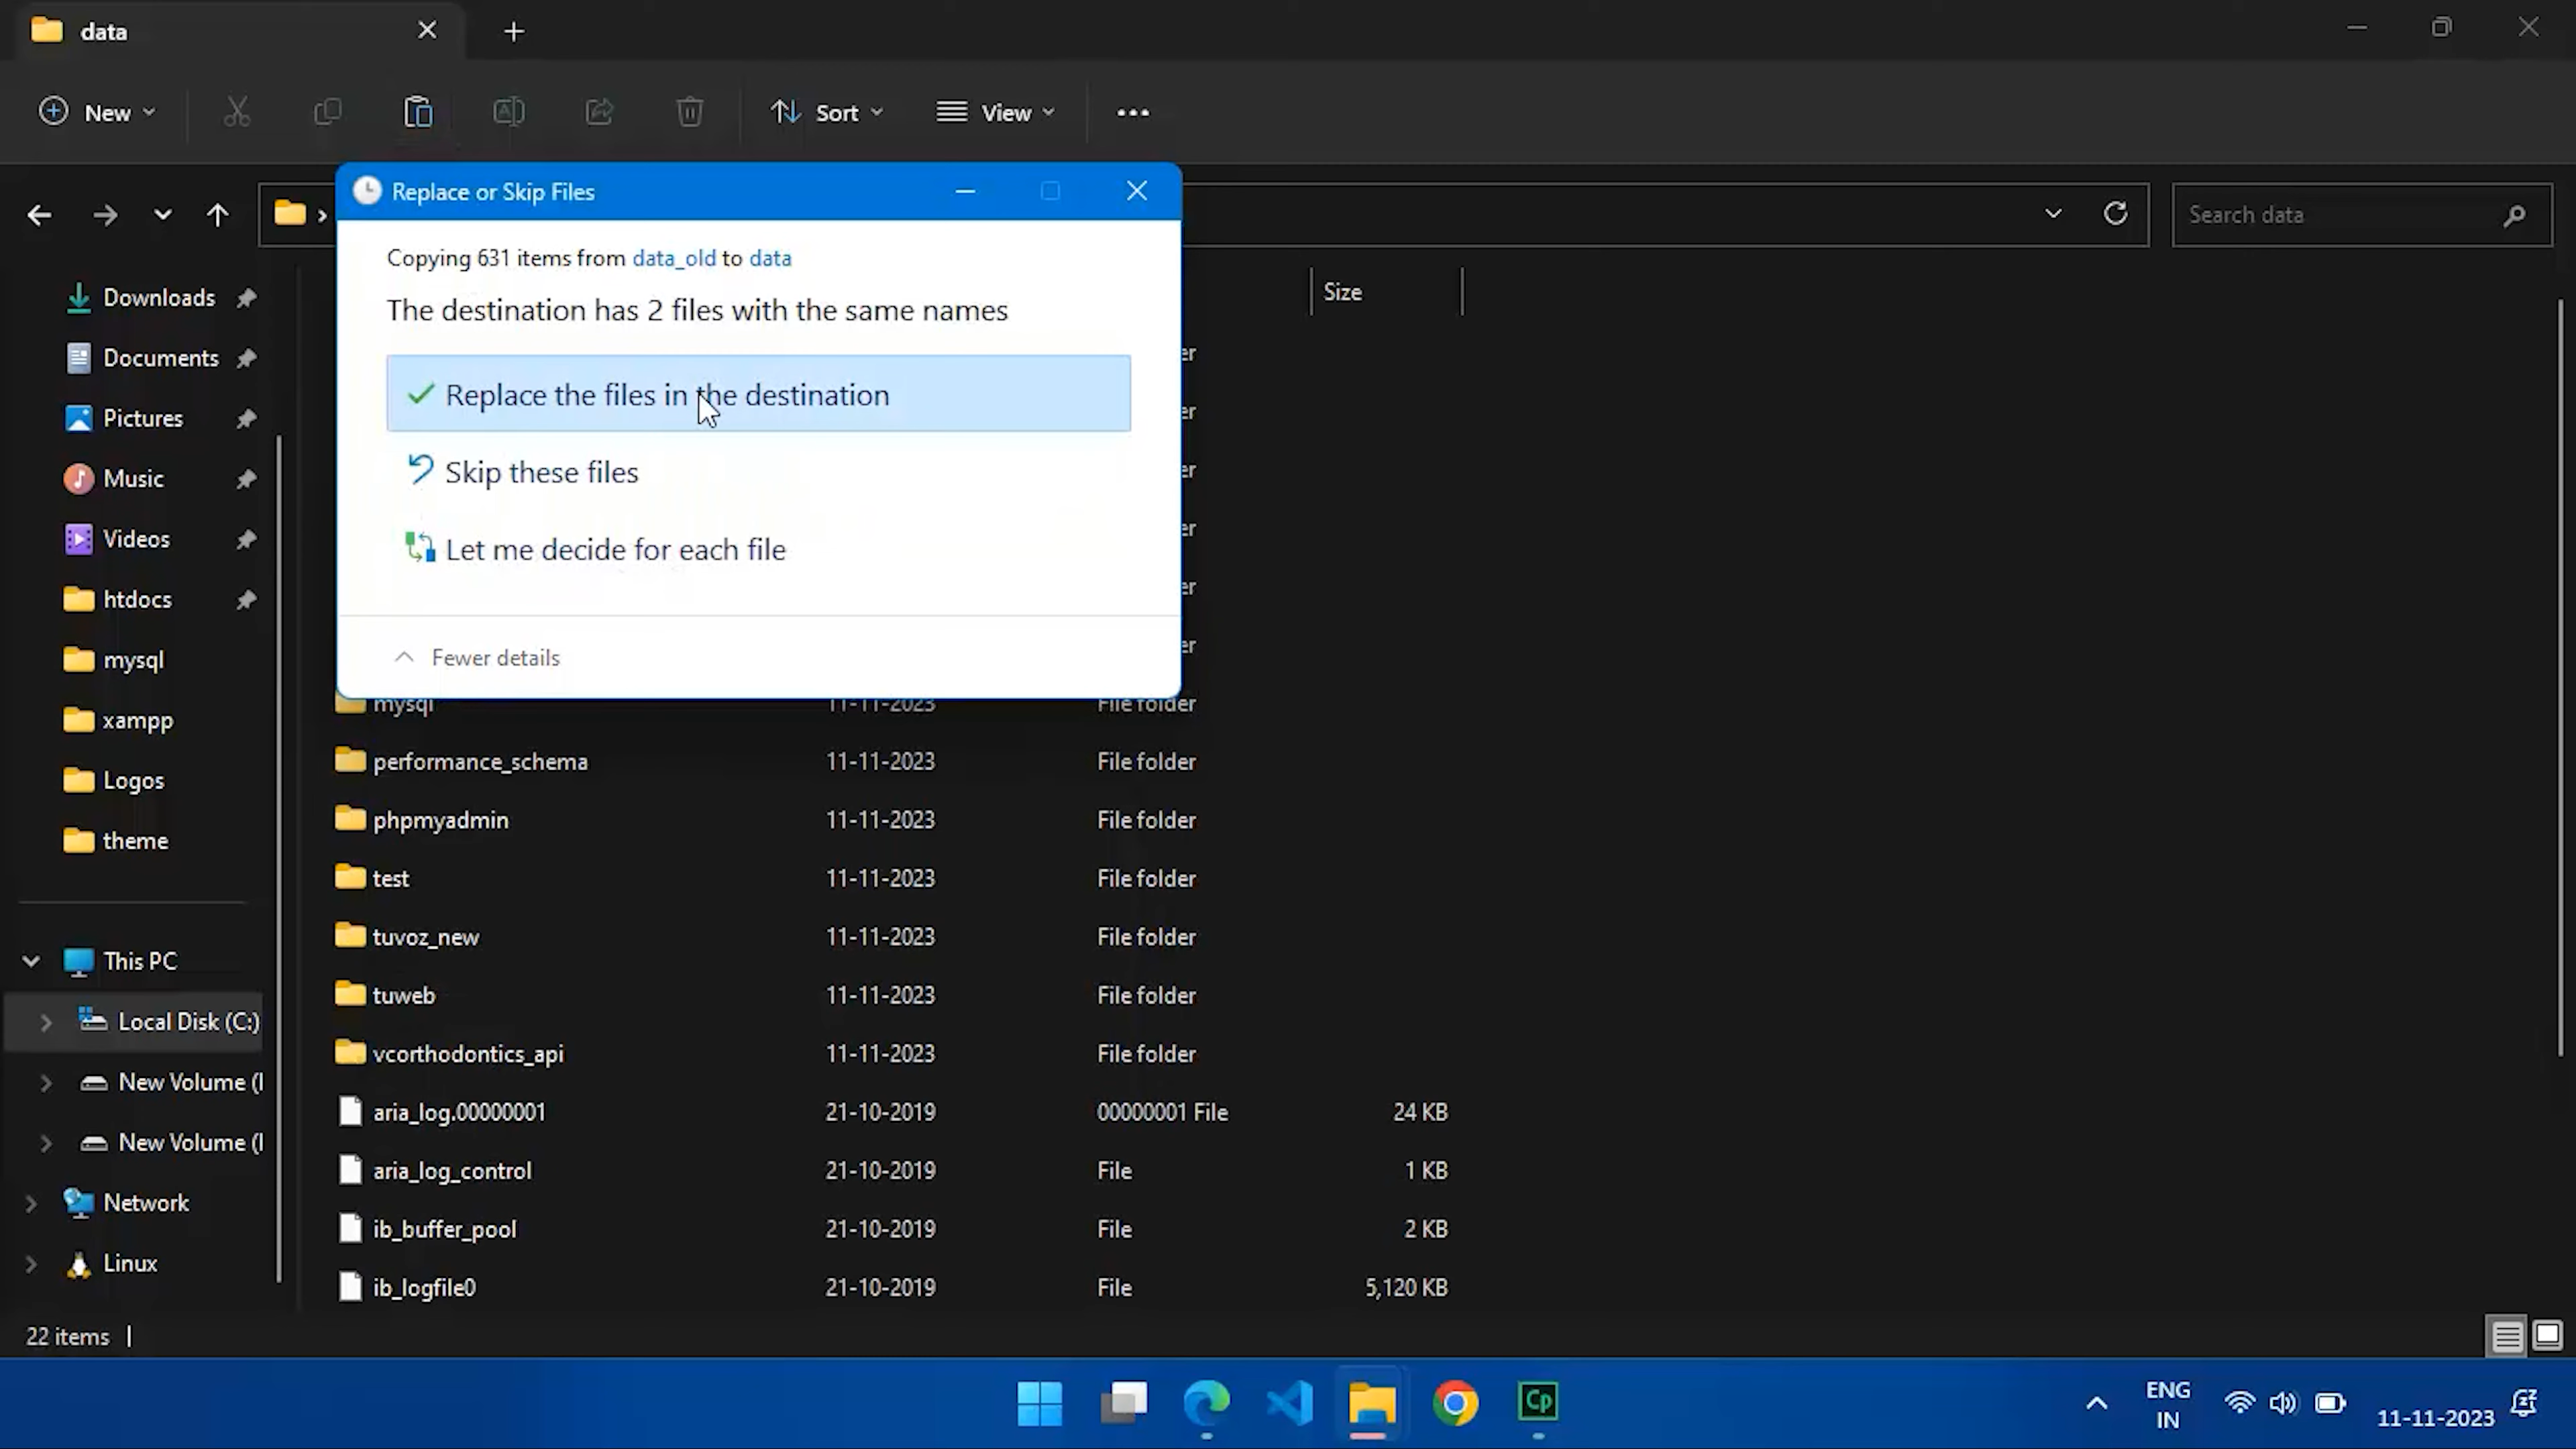 data
New
Sort
View
Search data
Replace or Skip Files
Copying 631 items from data_old to data
The destination has 2 files with the same names
Replace the files in the destination
Skip these files
Let me decide for each file
Fewer details
Downloads
Documents
Pictures
Music
Videos
htdocs
mysql
xampp
Logos
theme
This PC
Local Disk (C:)
New Volume (
New Volume (
Network
Linux
Size
er
er
er
er
er
er
mysql 11-11-2023 File folder
performance_schema 11-11-2023 File folder
phpmyadmin 11-11-2023 File folder
test 11-11-2023 File folder
tuvoz_new 11-11-2023 File folder
tuweb 11-11-2023 File folder
vcorthodontics_api 11-11-2023 File folder
aria_log.00000001 21-10-2019 00000001 File 24 KB
aria_log_control 21-10-2019 File 1 KB
ib_buffer_pool 21-10-2019 File 2 KB
ib_logfile0 21-10-2019 File 5,120 KB
22 items
Cp
ENG
IN
11-11-2023